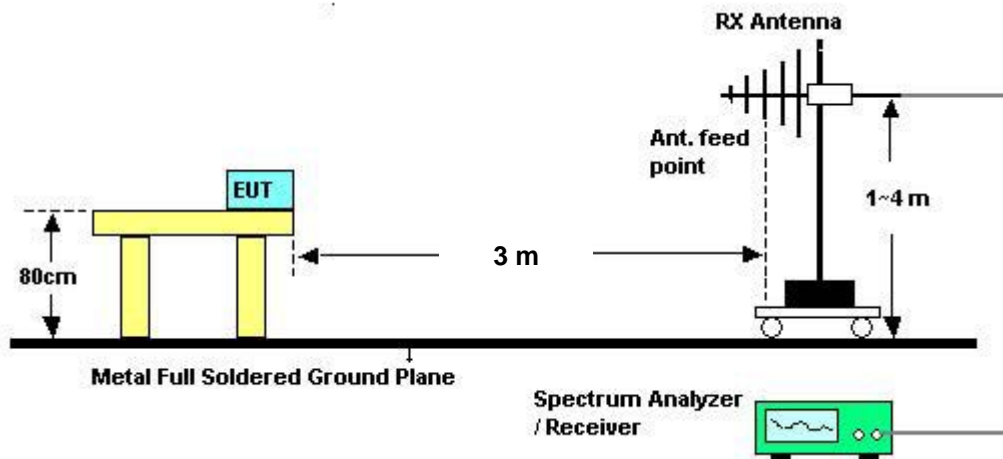 RX Antenna
Ant. feed
point
EUT
1~4 m
3 m
80cm
Metal Full Soldered Ground Plane
Spectrum Analyzer
/ Receiver